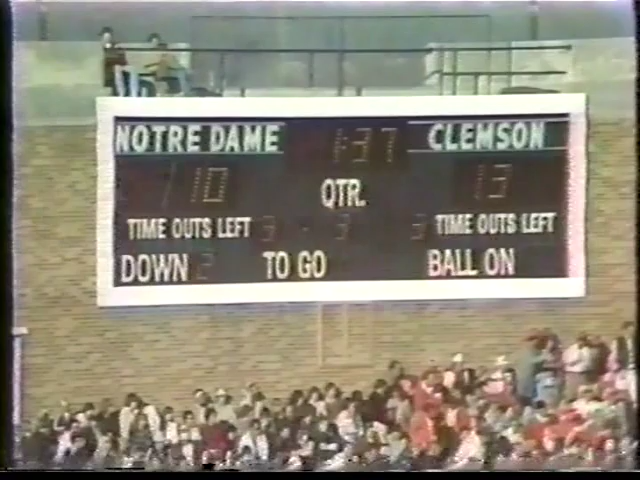 NOTRE DAME 1:37 CLEMSON
10 QTR. 13
TIME OUTS LEFT 3 3 3 TIME OUTS LEFT
DOWN 2 TO GO BALL ON